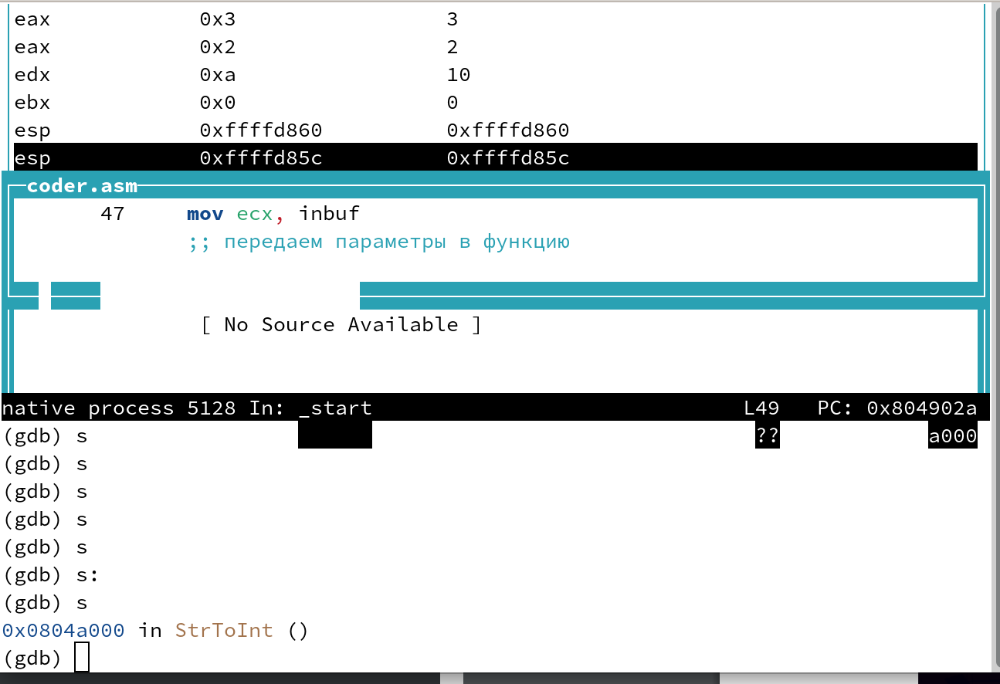 eax 0x3 3
eax 0x2 2
edx 0xa 10
ebx 0x0 0
esp 0xffffd860 0xffffd860
esp 0xffffd85c 0xffffd85c
coder.asm
47 mov ecx, inbuf
;; передаем параметры в функцию
[ No Source Available ]
native process 5128 In: _start L49 PC: 0x804902a
(gdb) s ?? a000
(gdb) s
(gdb) s
(gdb) s
(gdb) s
(gdb) s:
(gdb) s
0x0804a000 in StrToInt ()
(gdb)